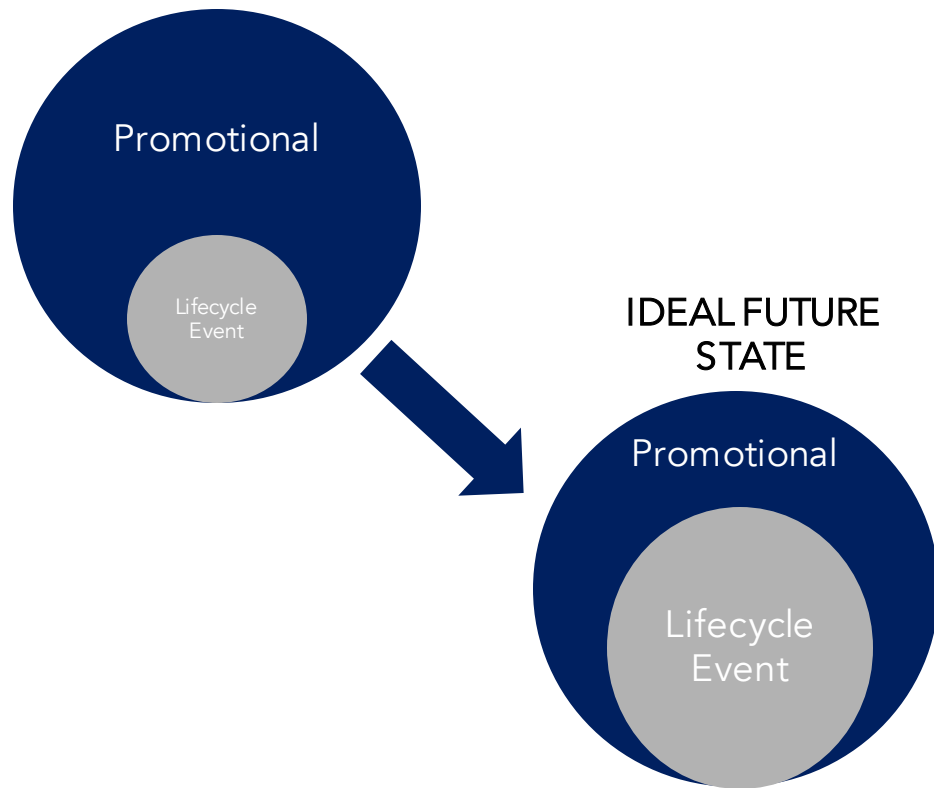 Promotional
Lifecycle
Event
IDEAL FUTURE
STATE
Promotional
Lifecycle
Event